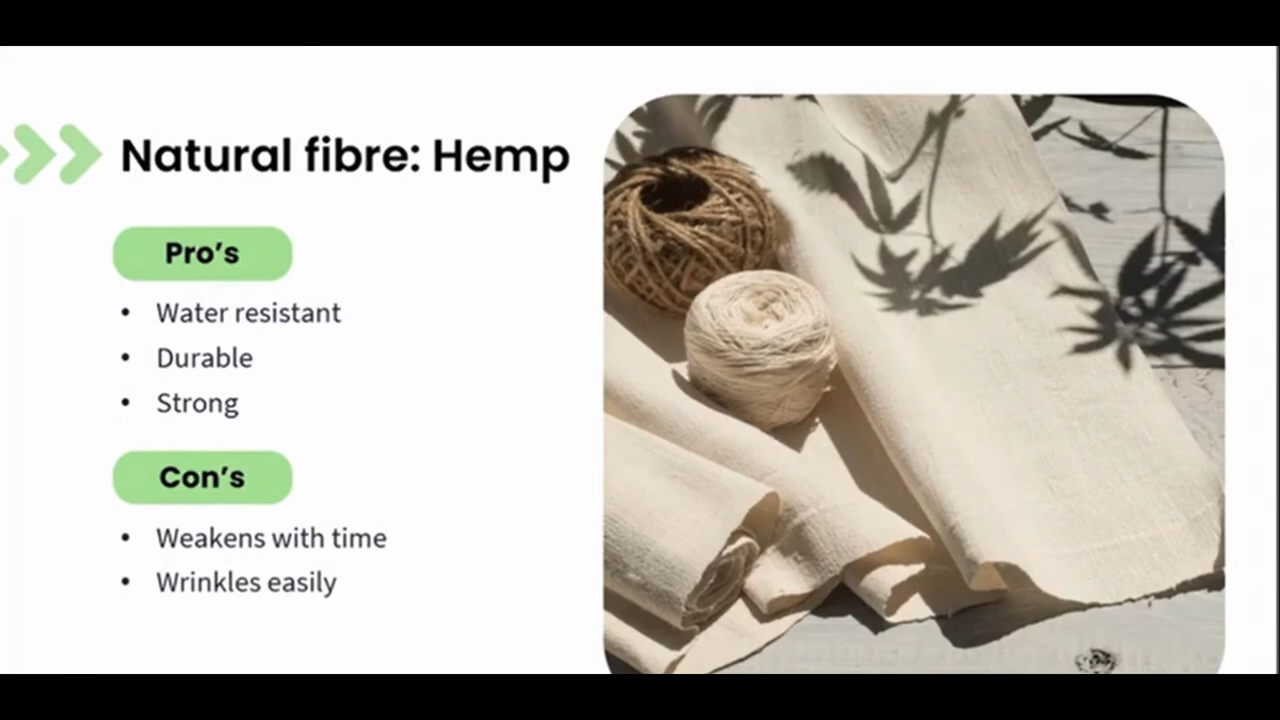 Natural fibre: Hemp
Pro’s
• Water resistant
• Durable
• Strong
Con’s
• Weakens with time
• Wrinkles easily